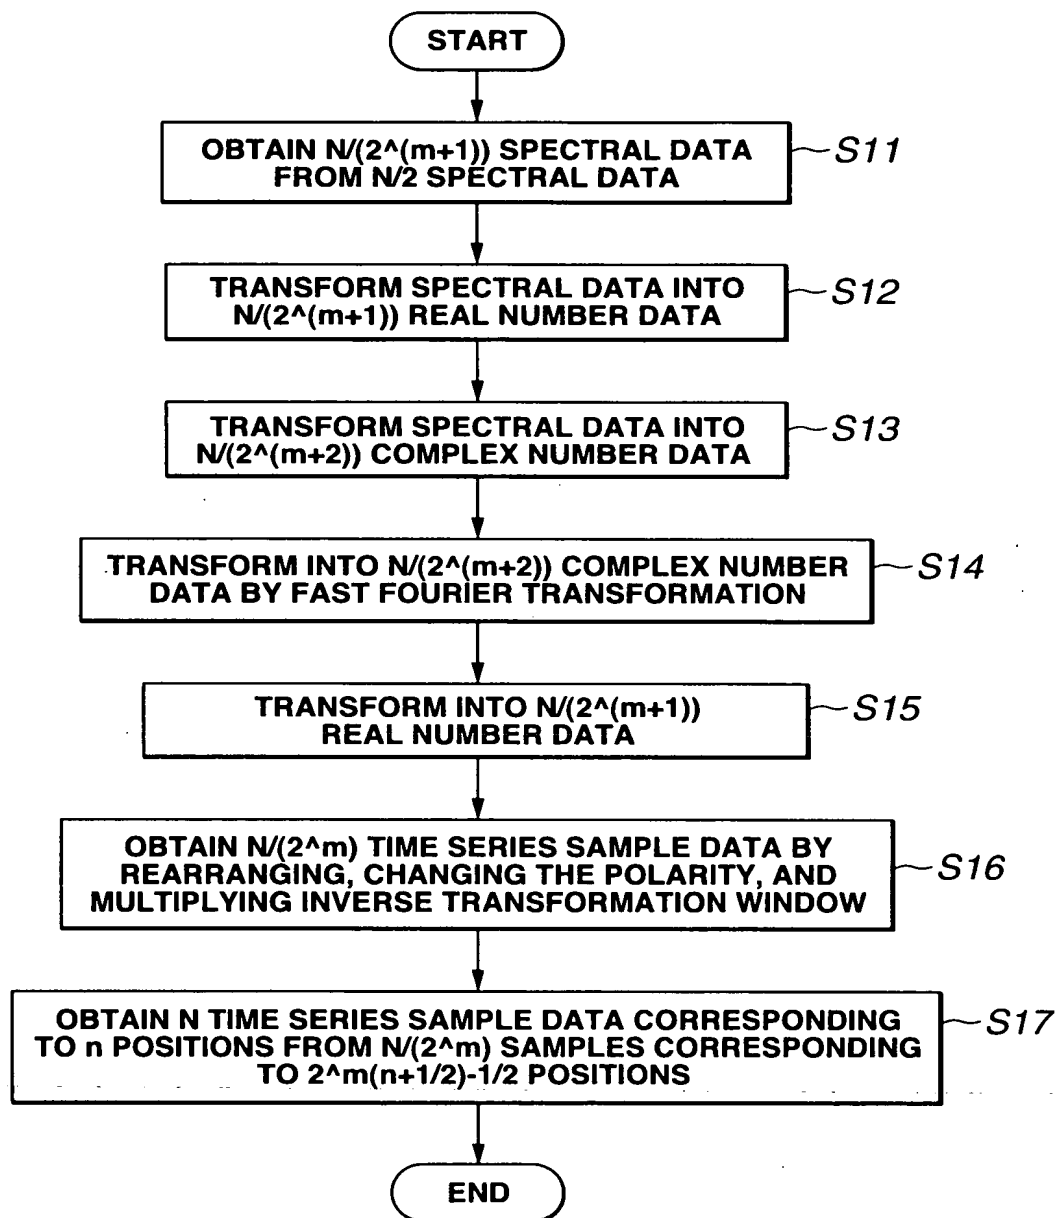 START
OBTAIN N/(2^(m+1)) SPECTRAL DATA
FROM N/2 SPECTRAL DATA
S11
TRANSFORM SPECTRAL DATA INTO
N/(2^(m+1)) REAL NUMBER DATA
S12
TRANSFORM SPECTRAL DATA INTO
N/(2^(m+2)) COMPLEX NUMBER DATA
S13
TRANSFORM INTO N/(2^(m+2)) COMPLEX NUMBER
DATA BY FAST FOURIER TRANSFORMATION
S14
TRANSFORM INTO N/(2^(m+1))
REAL NUMBER DATA
S15
OBTAIN N/(2^m) TIME SERIES SAMPLE DATA BY
REARRANGING, CHANGING THE POLARITY, AND
MULTIPLYING INVERSE TRANSFORMATION WINDOW
S16
OBTAIN N TIME SERIES SAMPLE DATA CORRESPONDING
TO n POSITIONS FROM N/(2^m) SAMPLES CORRESPONDING
TO 2^m(n+1/2)-1/2 POSITIONS
S17
END